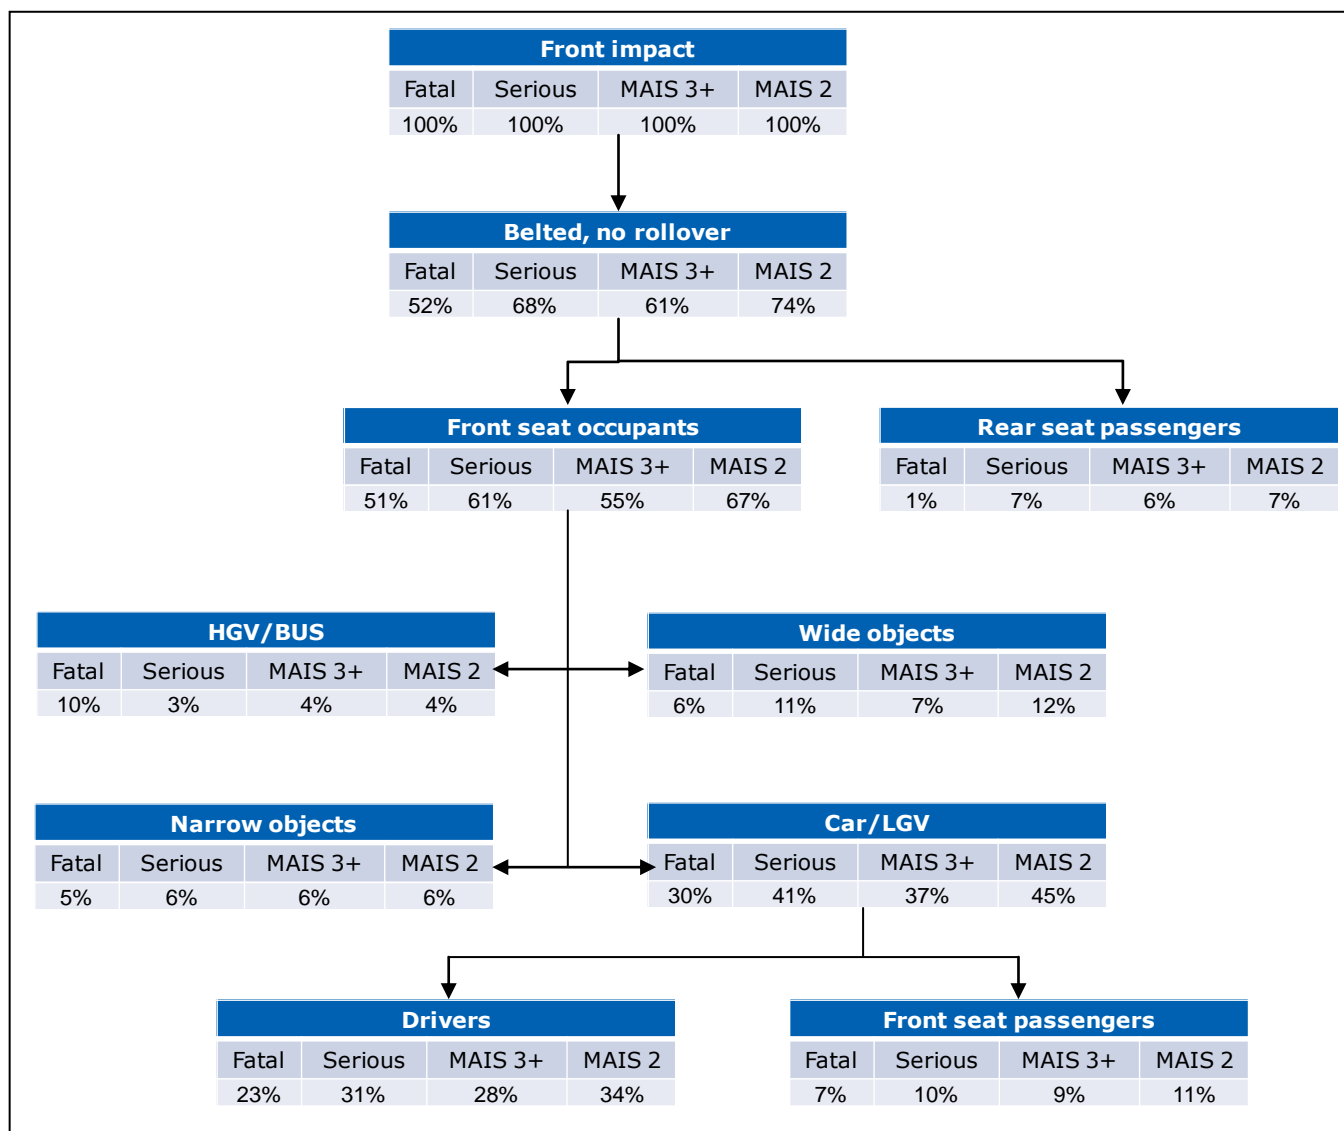 Front impact
Fatal Serious MAIS 3+ MAIS 2
100% 100% 100% 100%
Belted, no rollover
Fatal Serious MAIS 3+ MAIS 2
52% 68% 61% 74%
Front seat occupants
Fatal Serious MAIS 3+ MAIS 2
51% 61% 55% 67%
Rear seat passengers
Fatal Serious MAIS 3+ MAIS 2
1% 7% 6% 7%
HGV/BUS
Fatal Serious MAIS 3+ MAIS 2
10% 3% 4% 4%
Wide objects
Fatal Serious MAIS 3+ MAIS 2
6% 11% 7% 12%
Narrow objects
Fatal Serious MAIS 3+ MAIS 2
5% 6% 6% 6%
Car/LGV
Fatal Serious MAIS 3+ MAIS 2
30% 41% 37% 45%
Drivers
Fatal Serious MAIS 3+ MAIS 2
23% 31% 28% 34%
Front seat passengers
Fatal Serious MAIS 3+ MAIS 2
7% 10% 9% 11%